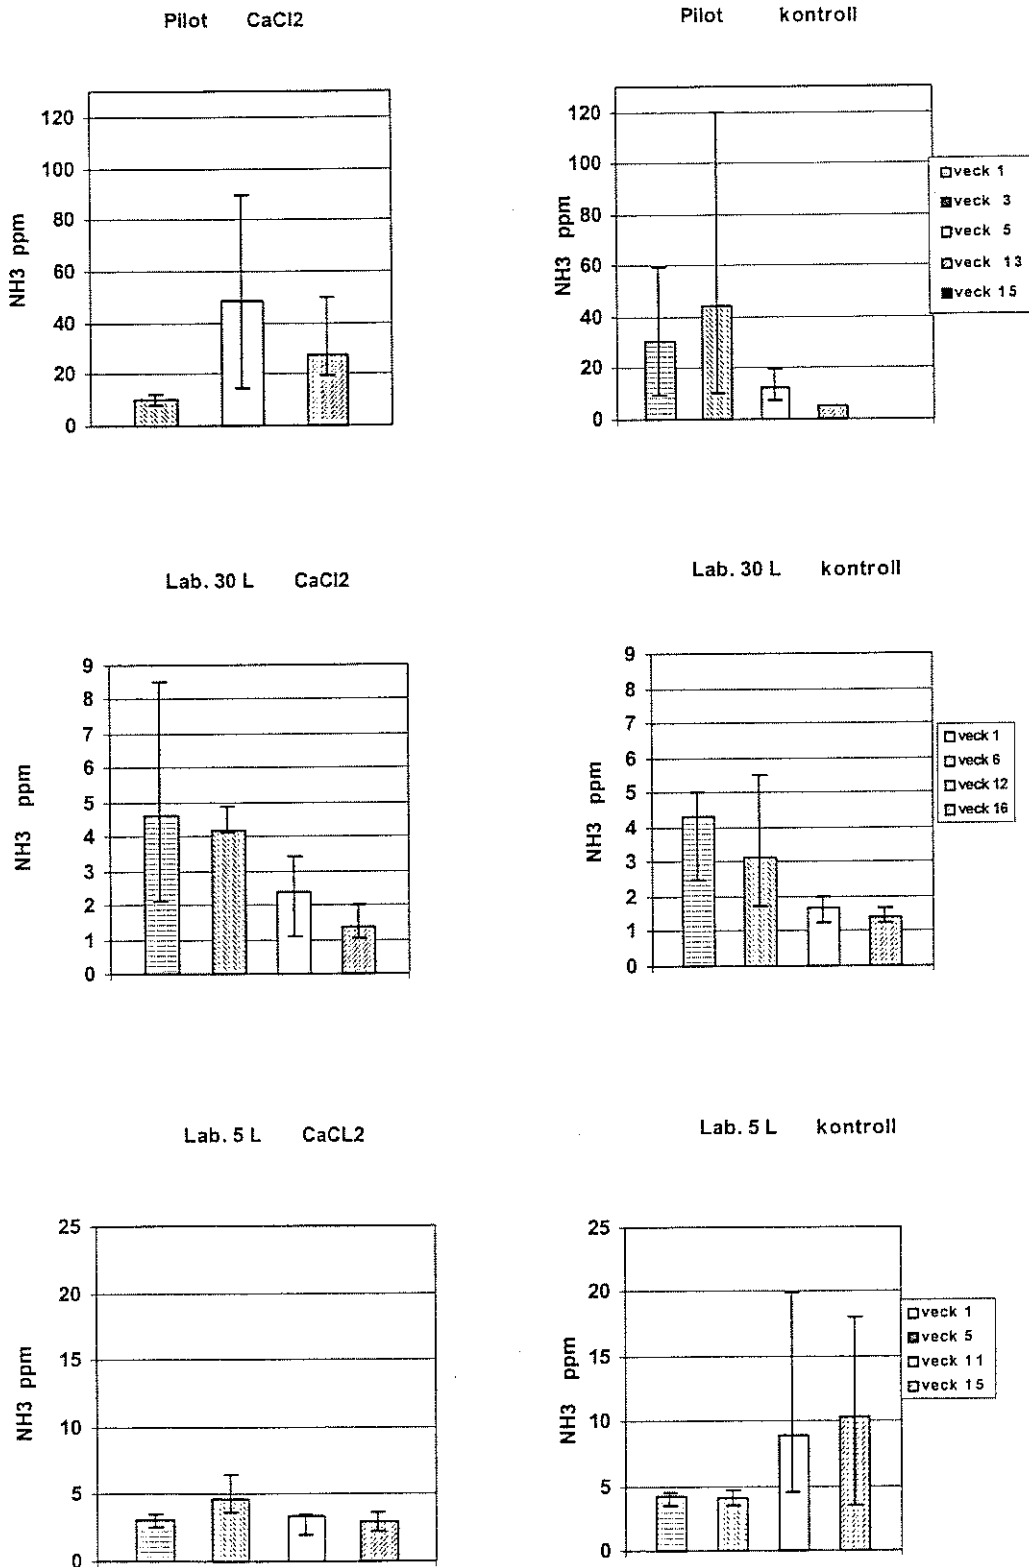 Pilot CaCl2
NH3 ppm
120
100
80
60
40
20
0
Pilot kontroll
NH3 ppm
120
100
80
60
40
20
0
veck 1
veck 3
veck 5
veck 13
veck 15
Lab. 30 L CaCl2
NH3 ppm
9
8
7
6
5
4
3
2
1
0
Lab. 30 L kontroll
NH3 ppm
9
8
7
6
5
4
3
2
1
0
veck 1
veck 6
veck 12
veck 16
Lab. 5 L CaCL2
NH3 ppm
25
20
15
10
5
0
Lab. 5 L kontroll
NH3 ppm
25
20
15
10
5
0
veck 1
veck 5
veck 11
veck 15